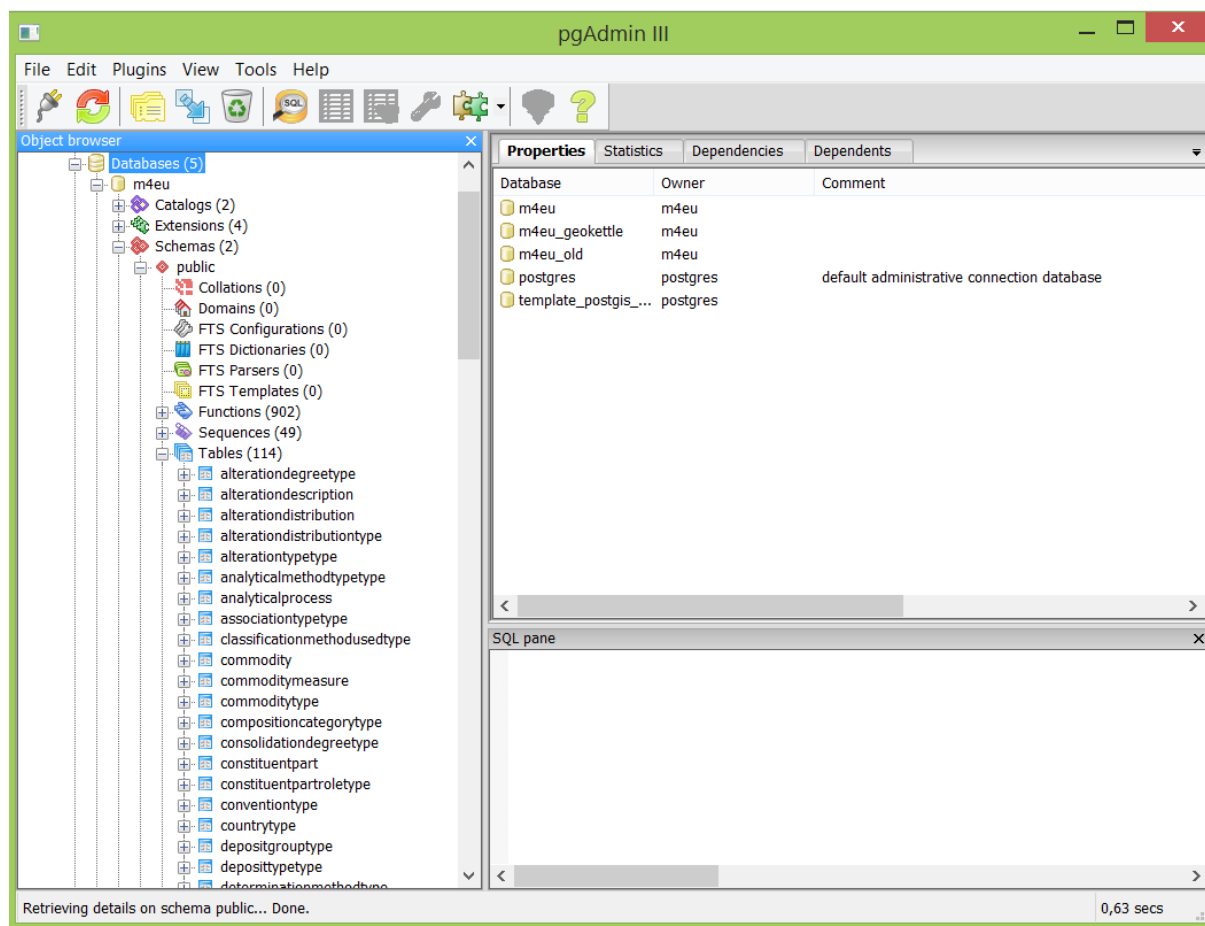 pgAdmin III
File Edit Plugins View Tools Help
SQL
Object browser
Databases (5)
m4eu
Catalogs (2)
Extensions (4)
Schemas (2)
public
Collations (0)
Domains (0)
FTS Configurations (0)
FTS Dictionaries (0)
FTS Parsers (0)
FTS Templates (0)
Functions (902)
Sequences (49)
Tables (114)
alterationdegreetype
alterationdescription
alterationdistribution
alterationdistributiontype
alterationtypetype
analyticalmethodtypetype
analyticalprocess
associationtypetype
classificationmethodusedtype
commodity
commoditymeasure
commoditytype
compositioncategorytype
consolidationdegreetype
constituentpart
constituentpartroletype
conventiontype
countrytype
depositgrouptype
deposittypetype
determinationmethodtype
Properties Statistics Dependencies Dependents
Database Owner Comment
m4eu m4eu
m4eu_geokettle m4eu
m4eu_old m4eu
postgres postgres default administrative connection database
template_postgis_... postgres
SQL pane
Retrieving details on schema public... Done. 0,63 secs